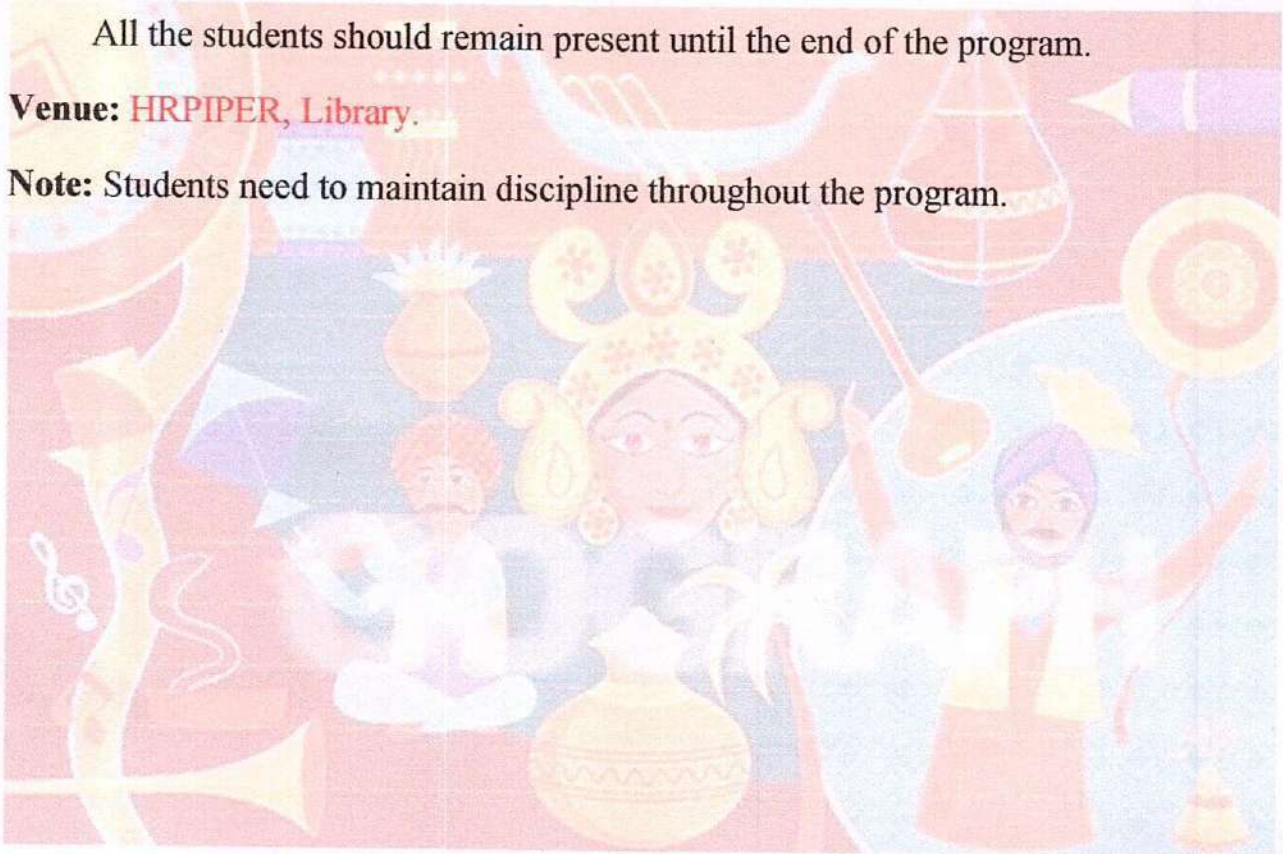 All the students should remain present until the end of the program.
Venue: HRPIPER, Library.
Note: Students need to maintain discipline throughout the program.